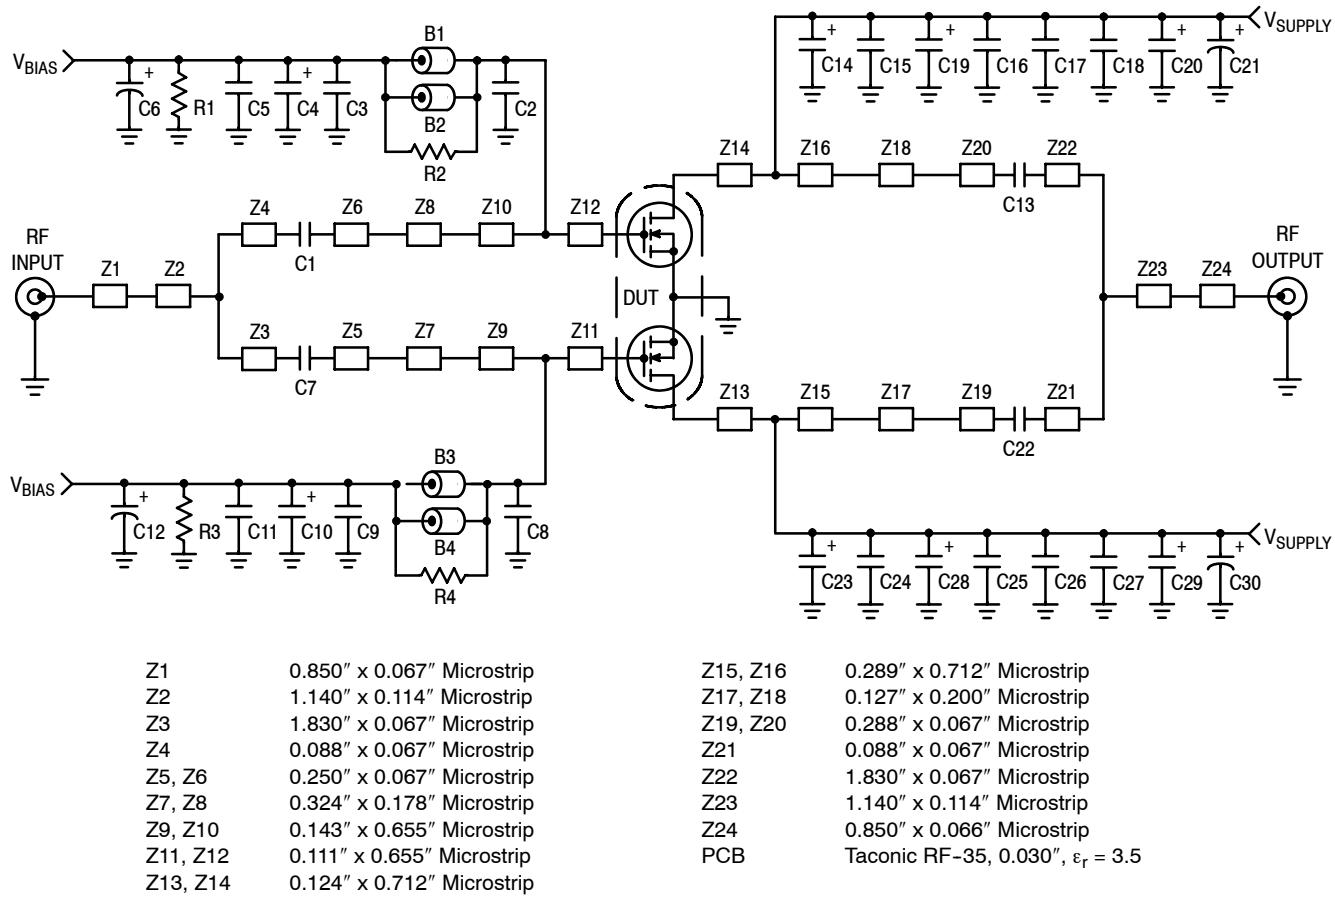 B1
V_BIAS
+
C6
R1
C5
+
C4
C3
B2
R2
C2
+
C14
C15
+
C19
C16
C17
C18
+
C20
+
C21
V_SUPPLY
Z14
Z16
Z18
Z20
C13
Z22
Z4
C1
Z6
Z8
Z10
Z12
RF
INPUT
Z1
Z2
DUT
Z23
Z24
RF
OUTPUT
Z3
C7
Z5
Z7
Z9
Z11
Z13
Z15
Z17
Z19
C22
Z21
V_BIAS
+
C12
R3
C11
+
C10
C9
B3
B4
R4
C8
+
C23
C24
+
C28
C25
C26
C27
+
C29
+
C30
V_SUPPLY
Z1 0.850″ x 0.067″ Microstrip
Z2 1.140″ x 0.114″ Microstrip
Z3 1.830″ x 0.067″ Microstrip
Z4 0.088″ x 0.067″ Microstrip
Z5, Z6 0.250″ x 0.067″ Microstrip
Z7, Z8 0.324″ x 0.178″ Microstrip
Z9, Z10 0.143″ x 0.655″ Microstrip
Z11, Z12 0.111″ x 0.655″ Microstrip
Z13, Z14 0.124″ x 0.712″ Microstrip
Z15, Z16 0.289″ x 0.712″ Microstrip
Z17, Z18 0.127″ x 0.200″ Microstrip
Z19, Z20 0.288″ x 0.067″ Microstrip
Z21 0.088″ x 0.067″ Microstrip
Z22 1.830″ x 0.067″ Microstrip
Z23 1.140″ x 0.114″ Microstrip
Z24 0.850″ x 0.066″ Microstrip
PCB Taconic RF-35, 0.030″, εr = 3.5